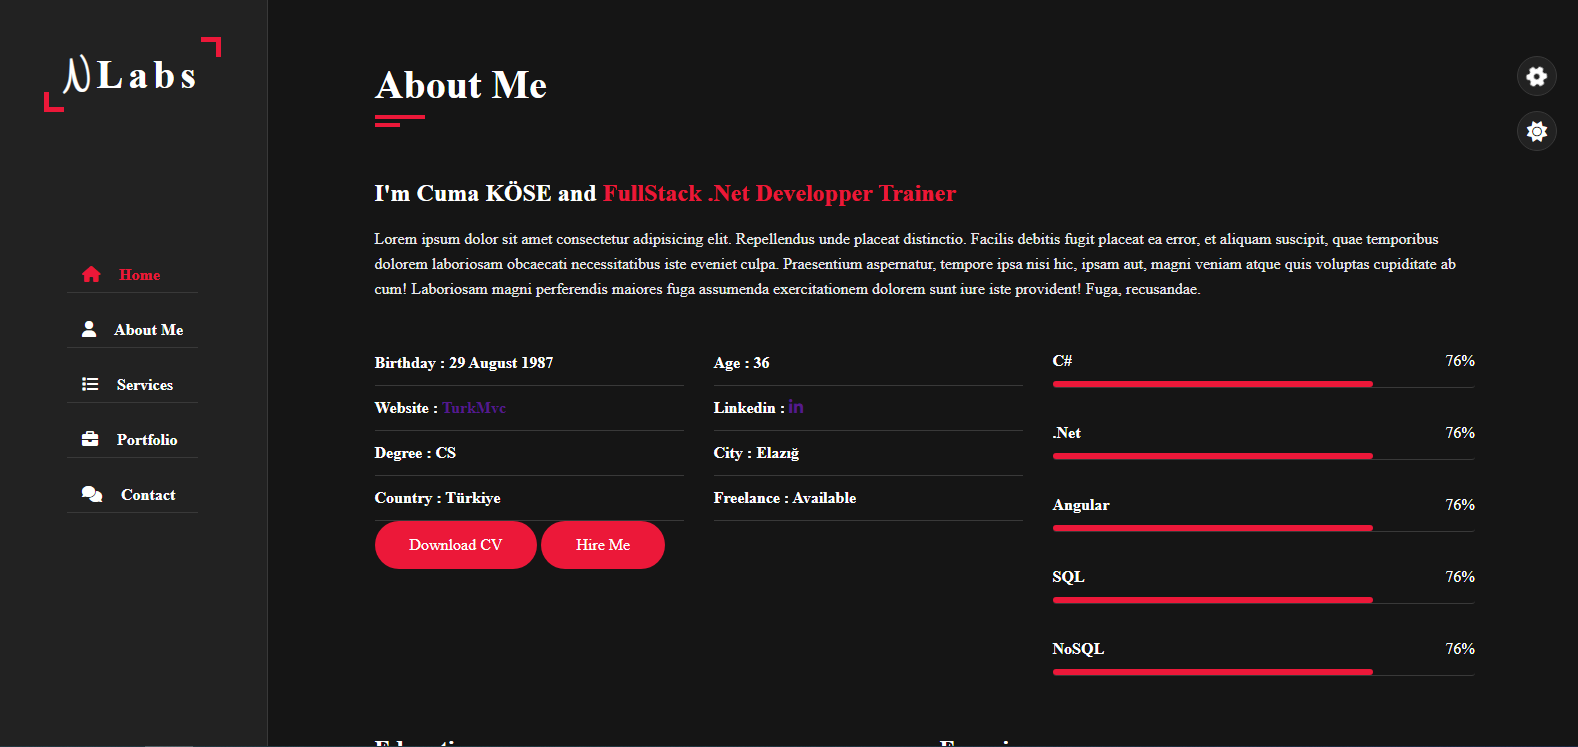 NLabs
Home
About Me
Services
Portfolio
Contact
About Me
I'm Cuma KÖSE and FullStack .Net Developper Trainer
Lorem ipsum dolor sit amet consectetur adipisicing elit. Repellendus unde placeat distinctio. Facilis debitis fugit placeat ea error, et aliquam suscipit, quae temporibus
dolorem laboriosam obcaecati necessitatibus iste eveniet culpa. Praesentium aspernatur, tempore ipsa nisi hic, ipsam aut, magni veniam atque quis voluptas cupiditate ab
cum! Laboriosam magni perferendis maiores fuga assumenda exercitationem dolorem sunt iure iste provident! Fuga, recusandae.
Birthday : 29 August 1987
Age : 36
Website : TurkMvc
Linkedin : in
Degree : CS
City : Elazığ
Country : Türkiye
Freelance : Available
Download CV
Hire Me
C# 76%
.Net 76%
Angular 76%
SQL 76%
NoSQL 76%